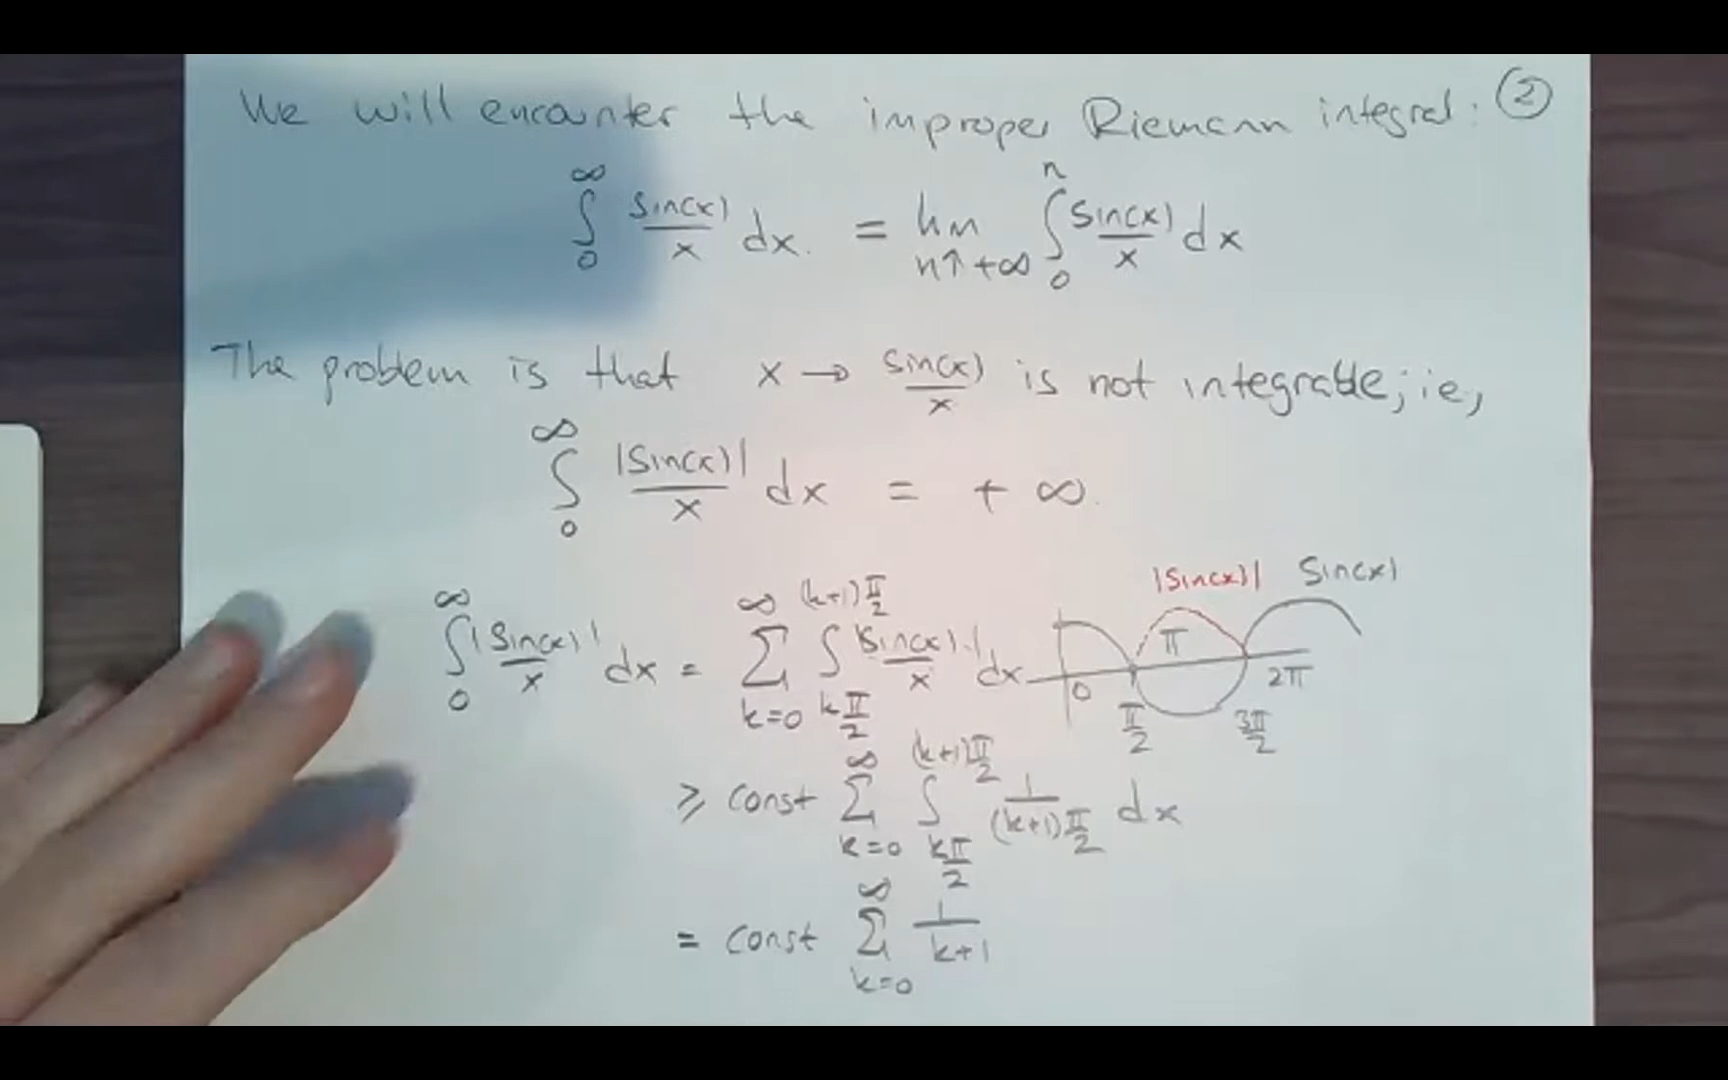 We will encounter the improper Riemann integral: ②
∫₀^∞ sin(x)/x dx. = lim_{n↑+∞} ∫₀^n sin(x)/x dx
The problem is that x → sin(x)/x is not integrable; ie,
∫₀^∞ |sin(x)|/x dx = +∞.
|sin(x)| sin(x)
∫₀^∞ |sin(x)|/x dx = ∑_{k=0}^∞ ∫_{kπ/2}^{(k+1)π/2} |sin(x)|/x dx
0 π/2 π 3π/2 2π
≥ const ∑_{k=0}^∞ ∫_{kπ/2}^{(k+1)π/2} 1/((k+1)π/2) dx
= const ∑_{k=0}^∞ 1/(k+1)